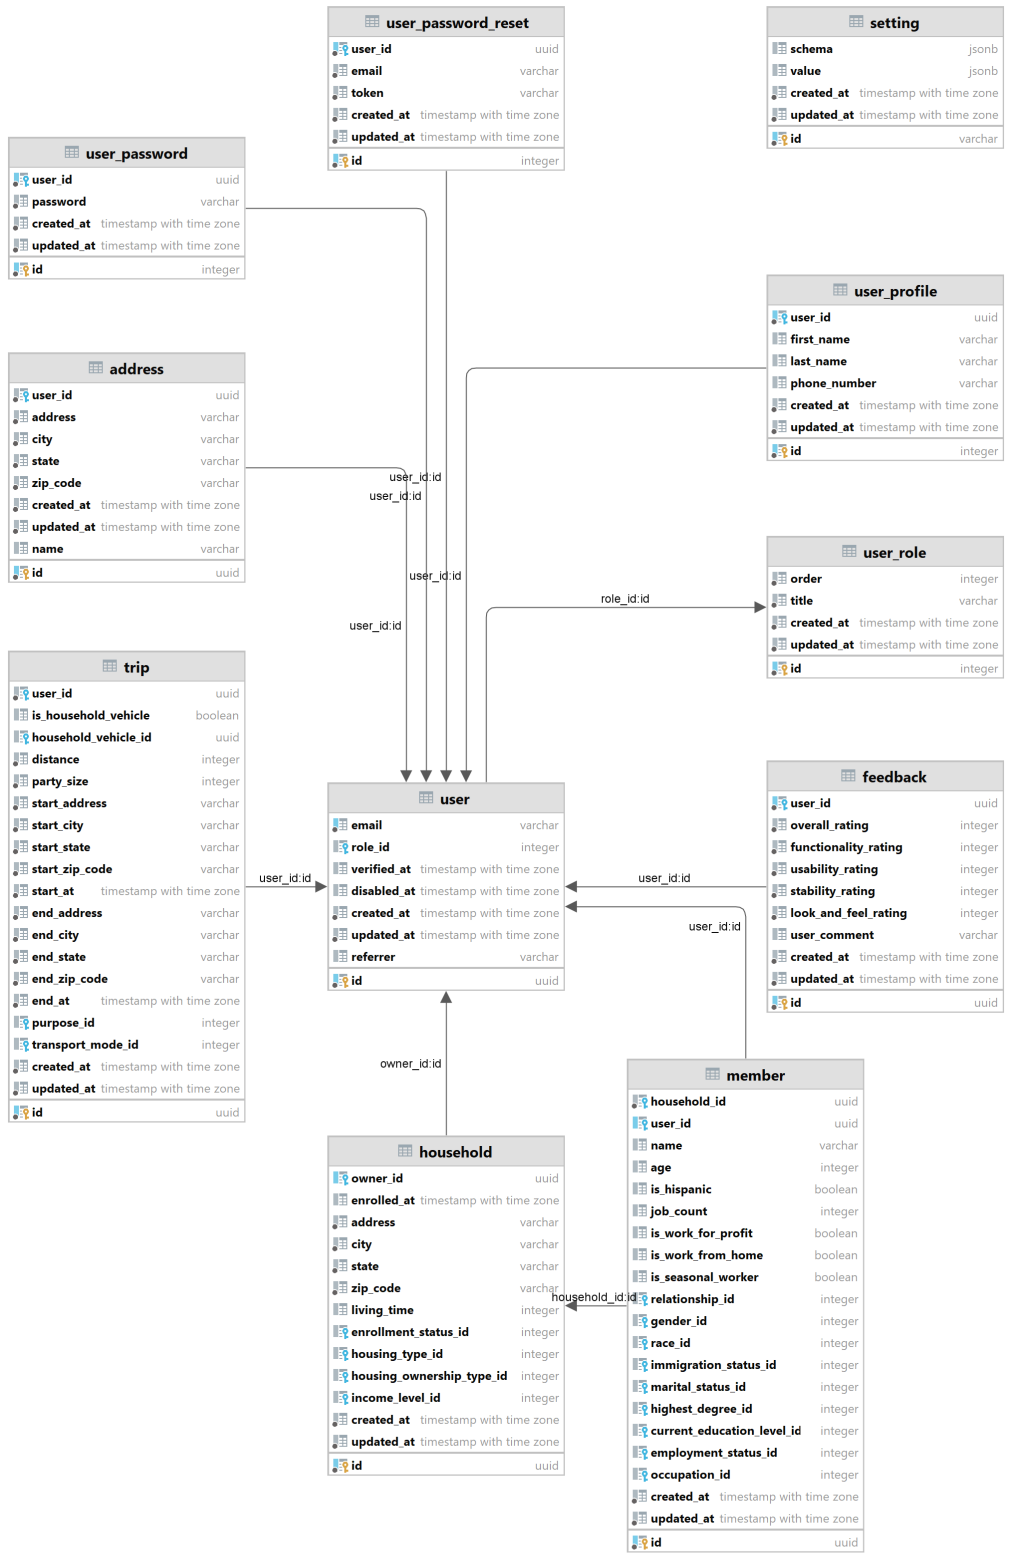 user_password_reset
user_id uuid
email varchar
token varchar
created_at timestamp with time zone
updated_at timestamp with time zone
id integer
setting
schema jsonb
value jsonb
created_at timestamp with time zone
updated_at timestamp with time zone
id varchar
user_password
user_id uuid
password varchar
created_at timestamp with time zone
updated_at timestamp with time zone
id integer
user_profile
user_id uuid
first_name varchar
last_name varchar
phone_number varchar
created_at timestamp with time zone
updated_at timestamp with time zone
id integer
address
user_id uuid
address varchar
city varchar
state varchar
zip_code varchar
created_at timestamp with time zone
updated_at timestamp with time zone
name varchar
id uuid
user_id:id
user_id:id
user_id:id
user_id:id
user_role
order integer
title varchar
created_at timestamp with time zone
updated_at timestamp with time zone
id integer
role_id:id
trip
user_id uuid
is_household_vehicle boolean
household_vehicle_id uuid
distance integer
party_size integer
start_address varchar
start_city varchar
start_state varchar
start_zip_code varchar
start_at timestamp with time zone
end_address varchar
end_city varchar
end_state varchar
end_zip_code varchar
end_at timestamp with time zone
purpose_id integer
transport_mode_id integer
created_at timestamp with time zone
updated_at timestamp with time zone
id uuid
user_id:id
user
email varchar
role_id integer
verified_at timestamp with time zone
disabled_at timestamp with time zone
created_at timestamp with time zone
updated_at timestamp with time zone
referrer varchar
id uuid
user_id:id
user_id:id
feedback
user_id uuid
overall_rating integer
functionality_rating integer
usability_rating integer
stability_rating integer
look_and_feel_rating integer
user_comment varchar
created_at timestamp with time zone
updated_at timestamp with time zone
id uuid
owner_id:id
household
owner_id uuid
enrolled_at timestamp with time zone
address varchar
city varchar
state varchar
zip_code varchar
living_time integer
enrollment_status_id integer
housing_type_id integer
housing_ownership_type_id integer
income_level_id integer
created_at timestamp with time zone
updated_at timestamp with time zone
id uuid
household_id:id
member
household_id uuid
user_id uuid
name varchar
age integer
is_hispanic boolean
job_count integer
is_work_for_profit boolean
is_work_from_home boolean
is_seasonal_worker boolean
relationship_id integer
gender_id integer
race_id integer
immigration_status_id integer
marital_status_id integer
highest_degree_id integer
current_education_level_id integer
employment_status_id integer
occupation_id integer
created_at timestamp with time zone
updated_at timestamp with time zone
id uuid